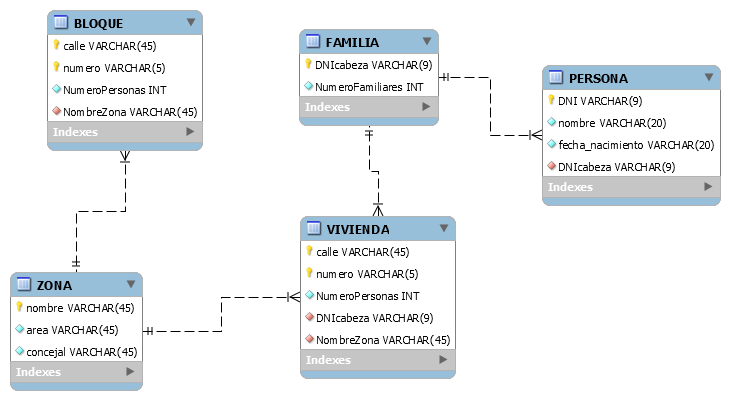 BLOQUE
calle VARCHAR(45)
numero VARCHAR(5)
NumeroPersonas INT
NombreZona VARCHAR(45)
Indexes
FAMILIA
DNIcabeza VARCHAR(9)
NumeroFamiliares INT
Indexes
PERSONA
DNI VARCHAR(9)
nombre VARCHAR(20)
fecha_nacimiento VARCHAR(20)
DNIcabeza VARCHAR(9)
Indexes
ZONA
nombre VARCHAR(45)
area VARCHAR(45)
concejal VARCHAR(45)
Indexes
VIVIENDA
calle VARCHAR(45)
numero VARCHAR(5)
NumeroPersonas INT
DNIcabeza VARCHAR(9)
NombreZona VARCHAR(45)
Indexes